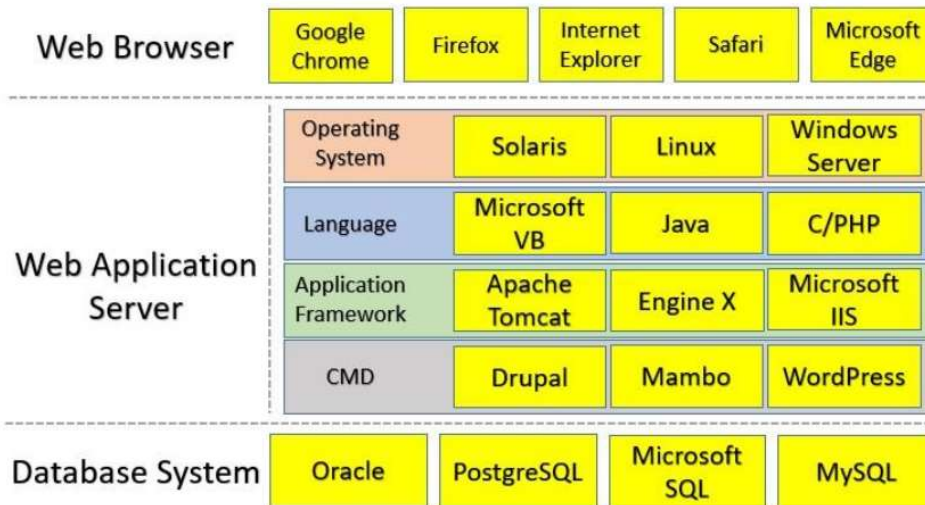 Web Browser
Google
Chrome
Firefox
Internet
Explorer
Safari
Microsoft
Edge
Web Application
Server
Operating
System
Solaris
Linux
Windows
Server
Language
Microsoft
VB
Java
C/PHP
Application
Framework
Apache
Tomcat
Engine X
Microsoft
IIS
CMD
Drupal
Mambo
WordPress
Database System
Oracle
PostgreSQL
Microsoft
SQL
MySQL